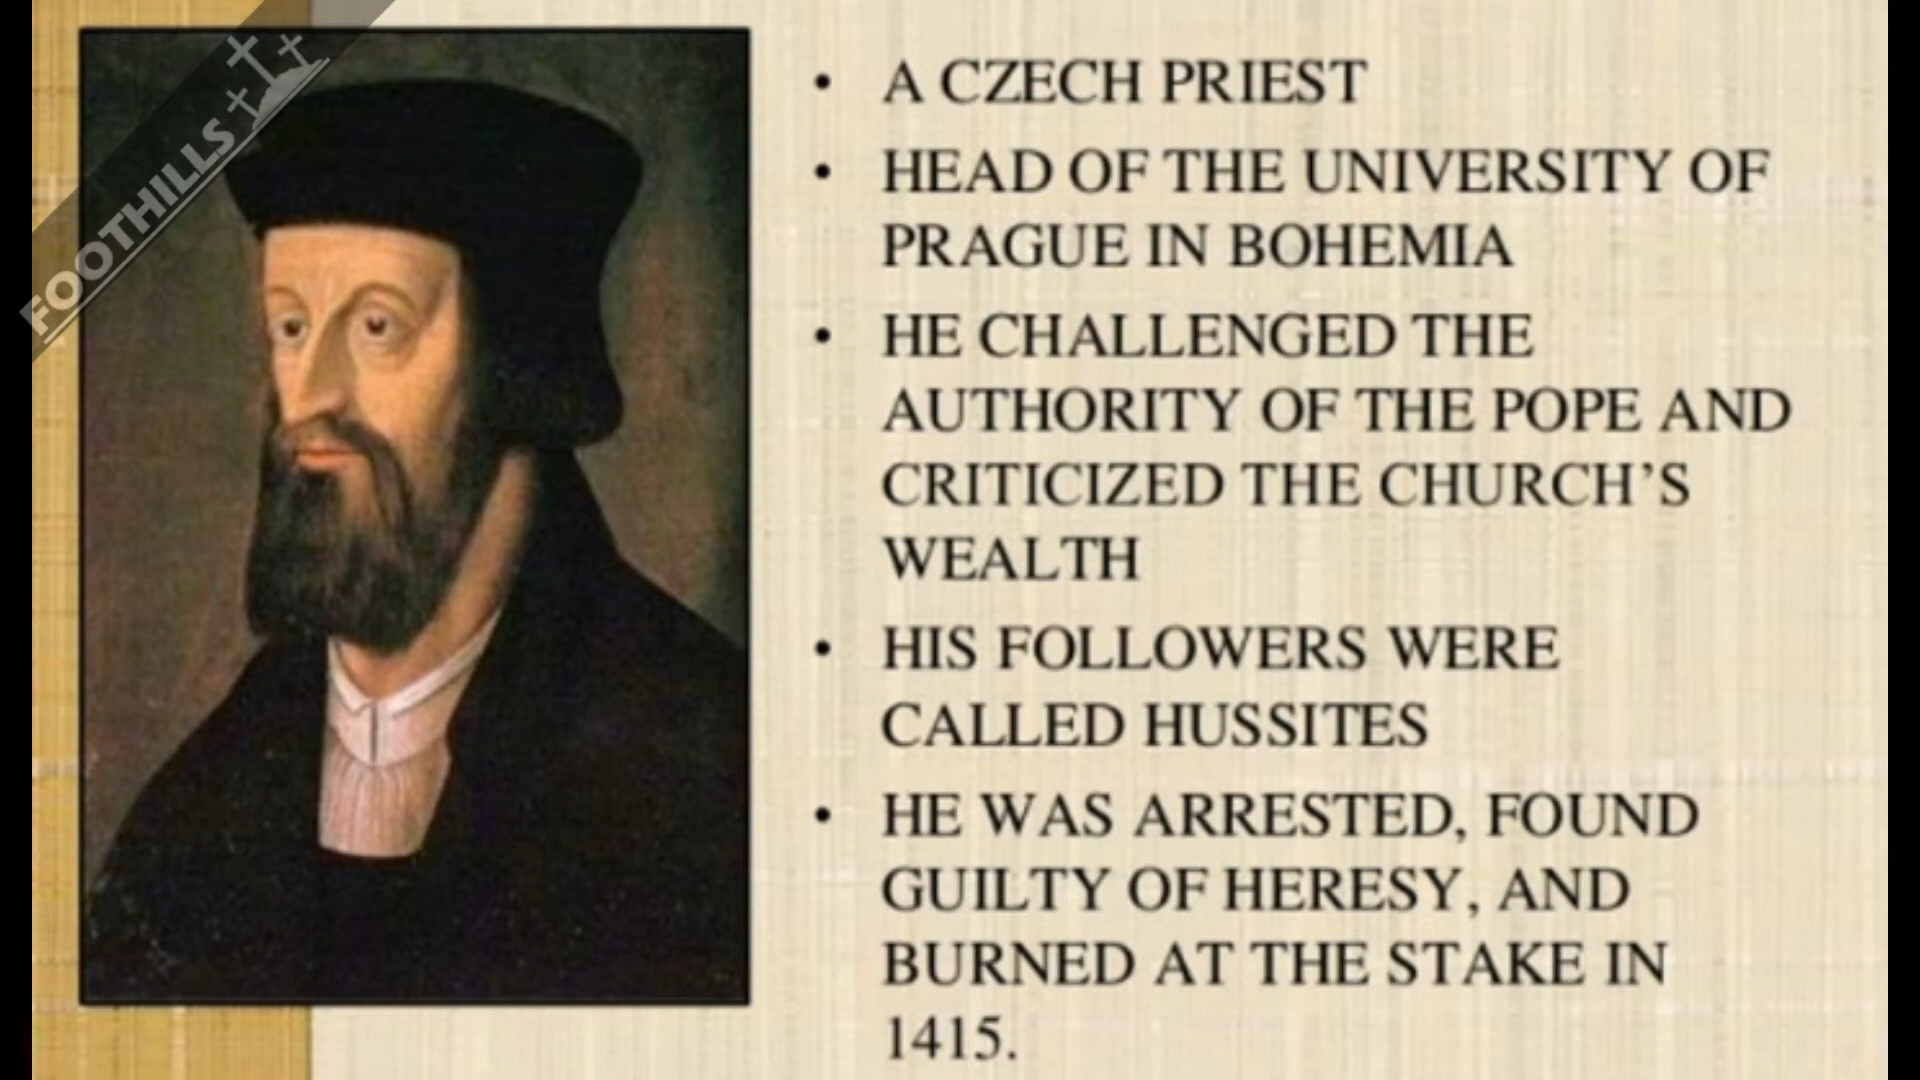 FOOTHILLS
• A CZECH PRIEST
• HEAD OF THE UNIVERSITY OF
PRAGUE IN BOHEMIA
• HE CHALLENGED THE
AUTHORITY OF THE POPE AND
CRITICIZED THE CHURCH'S
WEALTH
• HIS FOLLOWERS WERE
CALLED HUSSITES
• HE WAS ARRESTED, FOUND
GUILTY OF HERESY, AND
BURNED AT THE STAKE IN
1415.